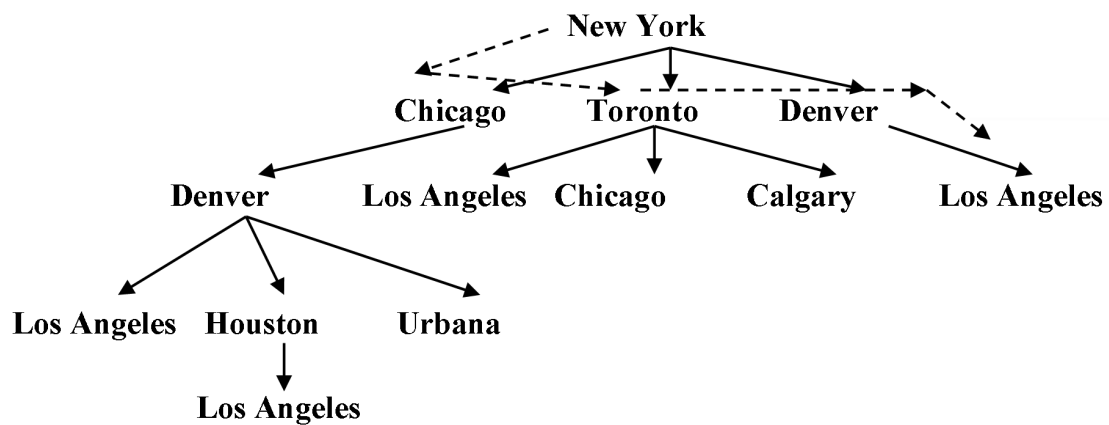 New York
Chicago Toronto Denver
Denver Los Angeles Chicago Calgary Los Angeles
Los Angeles Houston Urbana
Los Angeles